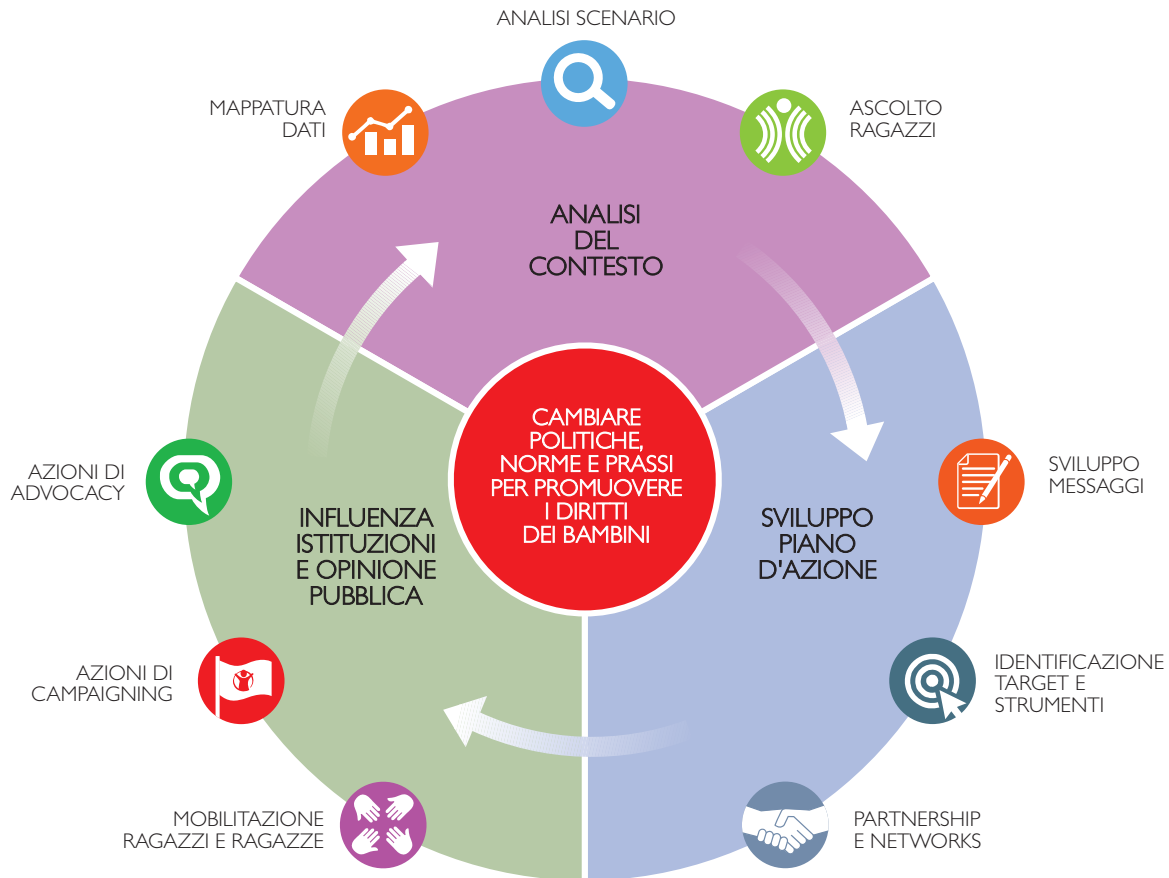 ANALISI SCENARIO
MAPPATURA
DATI
ASCOLTO
RAGAZZI
ANALISI
DEL
CONTESTO
CAMBIARE
POLITICHE,
NORME E PRASSI
PER PROMUOVERE
I DIRITTI
DEI BAMBINI
AZIONI DI
ADVOCACY
INFLUENZA
ISTITUZIONI
E OPINIONE
PUBBLICA
SVILUPPO
PIANO
D'AZIONE
SVILUPPO
MESSAGGI
AZIONI DI
CAMPAIGNING
IDENTIFICAZIONE
TARGET E
STRUMENTI
MOBILITAZIONE
RAGAZZI E RAGAZZE
PARTNERSHIP
E NETWORKS